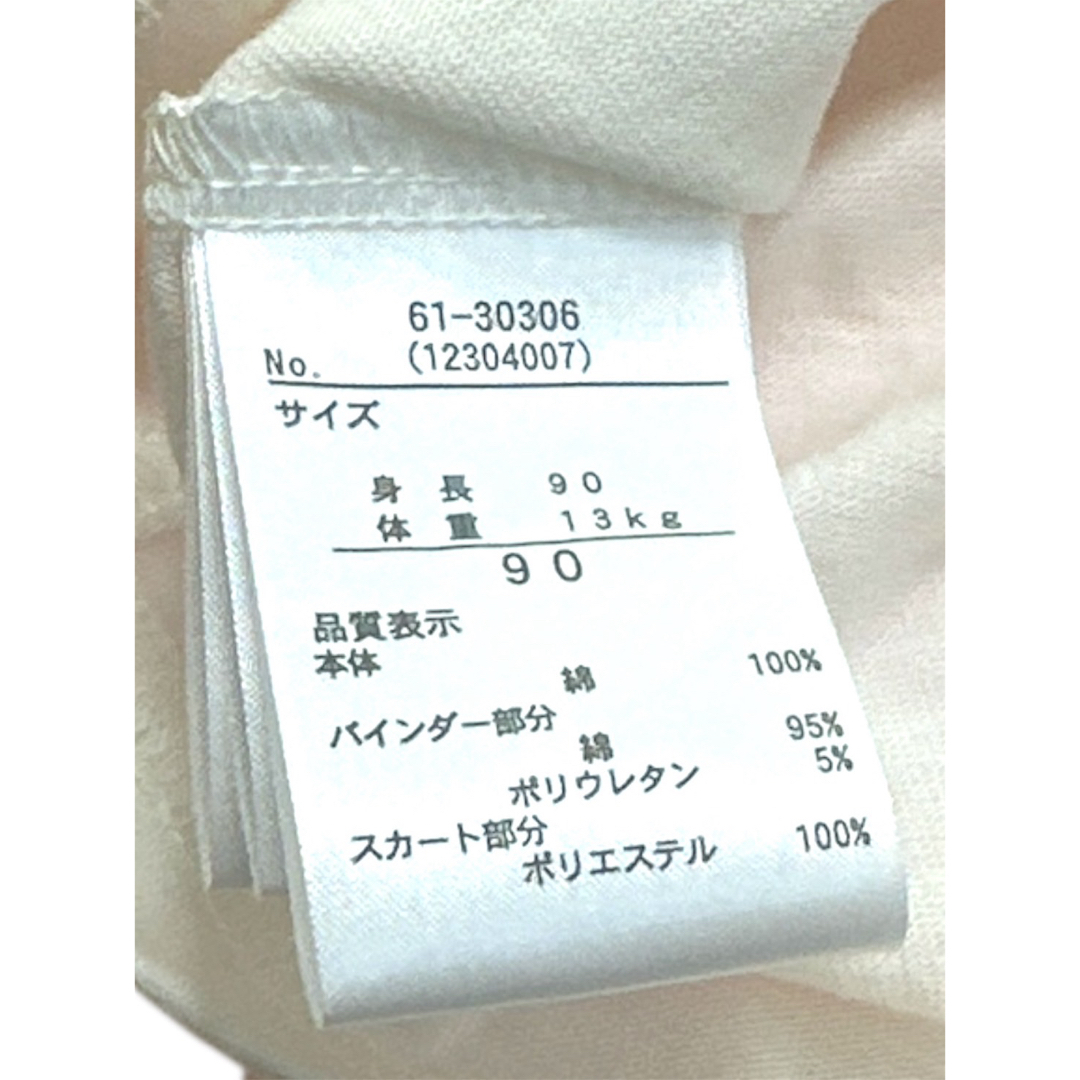 61-30306
No. (12304007)
サイズ
身長 90
体重 13kg
90
品質表示
本体
綿 100%
バインダー部分
綿 95%
ポリウレタン 5%
スカート部分
ポリエステル 100%